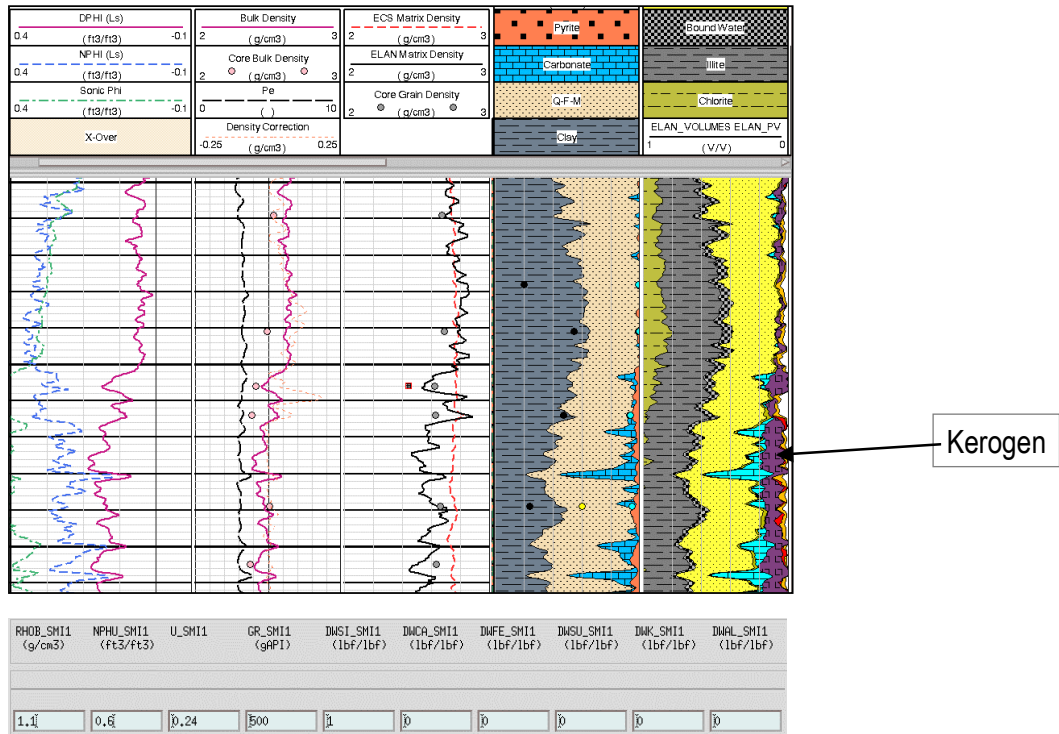 DPHI (Ls)
0.4 (ft3/ft3) -0.1
NPHI (Ls)
0.4 (ft3/ft3) -0.1
Sonic Phi
0.4 (ft3/ft3) -0.1
X-Over
Bulk Density
2 (g/cm3) 3
Core Bulk Density
2 (g/cm3) 3
Pe
0 ( ) 10
Density Correction
-0.25 (g/cm3) 0.25
ECS Matrix Density
2 (g/cm3) 3
ELAN Matrix Density
2 (g/cm3) 3
Core Grain Density
2 (g/cm3) 3
Pyrite
Carbonate
Q-F-M
Clay
Bound Water
Illite
Chlorite
ELAN_VOLUMES ELAN_PV
1 (V/V) 0
Kerogen
RHOB_SMI1 NPHU_SMI1 U_SMI1 GR_SMI1 DWSI_SMI1 DWCA_SMI1 DWFE_SMI1 DWSU_SMI1 DWK_SMI1 DWAL_SMI1
(g/cm3) (ft3/ft3) (gAPI) (lbf/lbf) (lbf/lbf) (lbf/lbf) (lbf/lbf) (lbf/lbf) (lbf/lbf)
1.1 0.6 0.24 500 1 0 0 0 0 0